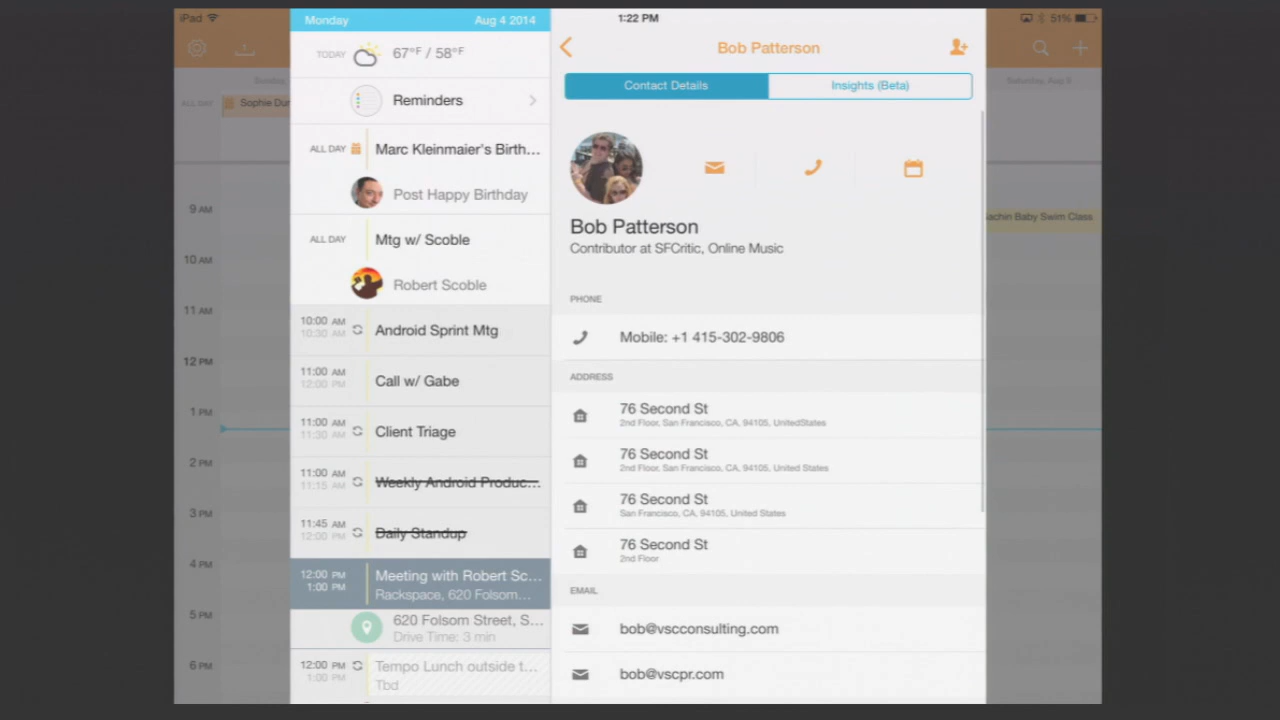 iPad
1:22 PM
51%
Monday
Aug 4 2014
TODAY
67°F / 58°F
Reminders
ALL DAY
Marc Kleinmaier's Birth...
Post Happy Birthday
ALL DAY
Mtg w/ Scoble
Robert Scoble
10:00 AM
10:30 AM
Android Sprint Mtg
11:00 AM
12:00 PM
Call w/ Gabe
11:00 AM
11:30 AM
Client Triage
11:00 AM
11:15 AM
Weekly Android Produc...
11:45 AM
12:00 PM
Daily Standup
12:00 PM
1:00 PM
Meeting with Robert Sc...
Rackspace, 620 Folsom...
620 Folsom Street, S...
Drive Time: 3 min
12:00 PM
1:00 PM
Tempo Lunch outside t...
Tbd
Bob Patterson
Contact Details
Insights (Beta)
Bob Patterson
Contributor at SFCritic, Online Music
PHONE
Mobile: +1 415-302-9806
ADDRESS
76 Second St
2nd Floor, San Francisco, CA, 94105, UnitedStates
76 Second St
2nd Floor, San Francisco, CA, 94105, United States
76 Second St
San Francisco, CA, 94105, United States
76 Second St
2nd Floor
EMAIL
bob@vscconsulting.com
bob@vscpr.com
Sunday,
ALL DAY
Sophie Dun
9 AM
10 AM
11 AM
12 PM
1 PM
2 PM
3 PM
4 PM
5 PM
6 PM
Saturday, Aug 9
Sachin Baby Swim Class